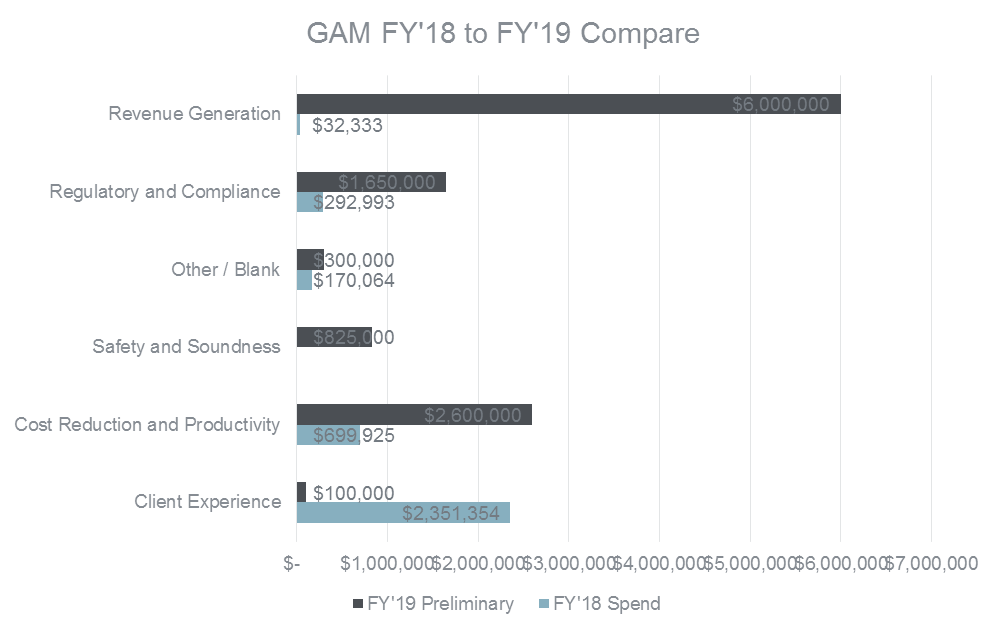 GAM FY'18 to FY'19 Compare
Revenue Generation
$6,000,000
$32,333
Regulatory and Compliance
$1,650,000
$292,993
Other / Blank
$300,000
$170,064
Safety and Soundness
$825,000
Cost Reduction and Productivity
$2,600,000
$699,925
Client Experience
$100,000
$2,351,354
$- $1,000,000 $2,000,000 $3,000,000 $4,000,000 $5,000,000 $6,000,000 $7,000,000
FY'19 Preliminary FY'18 Spend